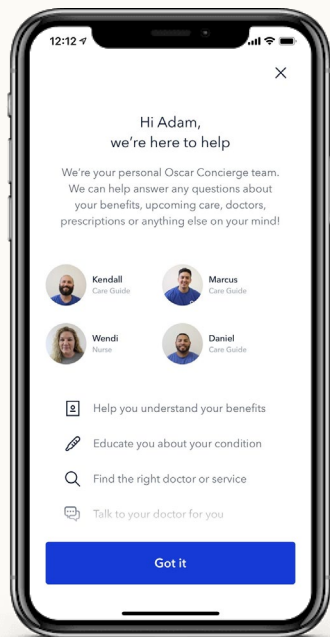 12:12
Hi Adam,
we're here to help
We're your personal Oscar Concierge team.
We can help answer any questions about
your benefits, upcoming care, doctors,
prescriptions or anything else on your mind!
Kendall
Care Guide
Marcus
Care Guide
Wendi
Nurse
Daniel
Care Guide
Help you understand your benefits
Educate you about your condition
Find the right doctor or service
Talk to your doctor for you
Got it